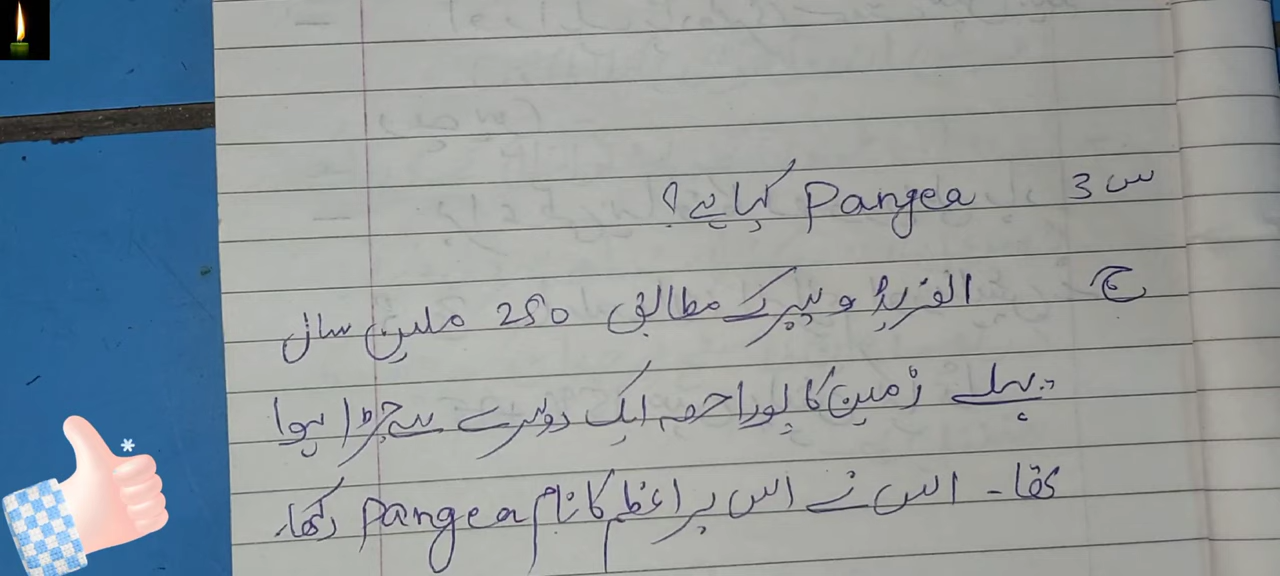 س 3 Pangea کیا ہے؟
ج الفریڈ ویبر کے مطابق 250 ملین سال
پہلے زمین کا پورا حصہ ایک دوسرے سے جڑا ہوا
تھا۔ اس نے اس براعظم کا نام Pangea رکھا۔